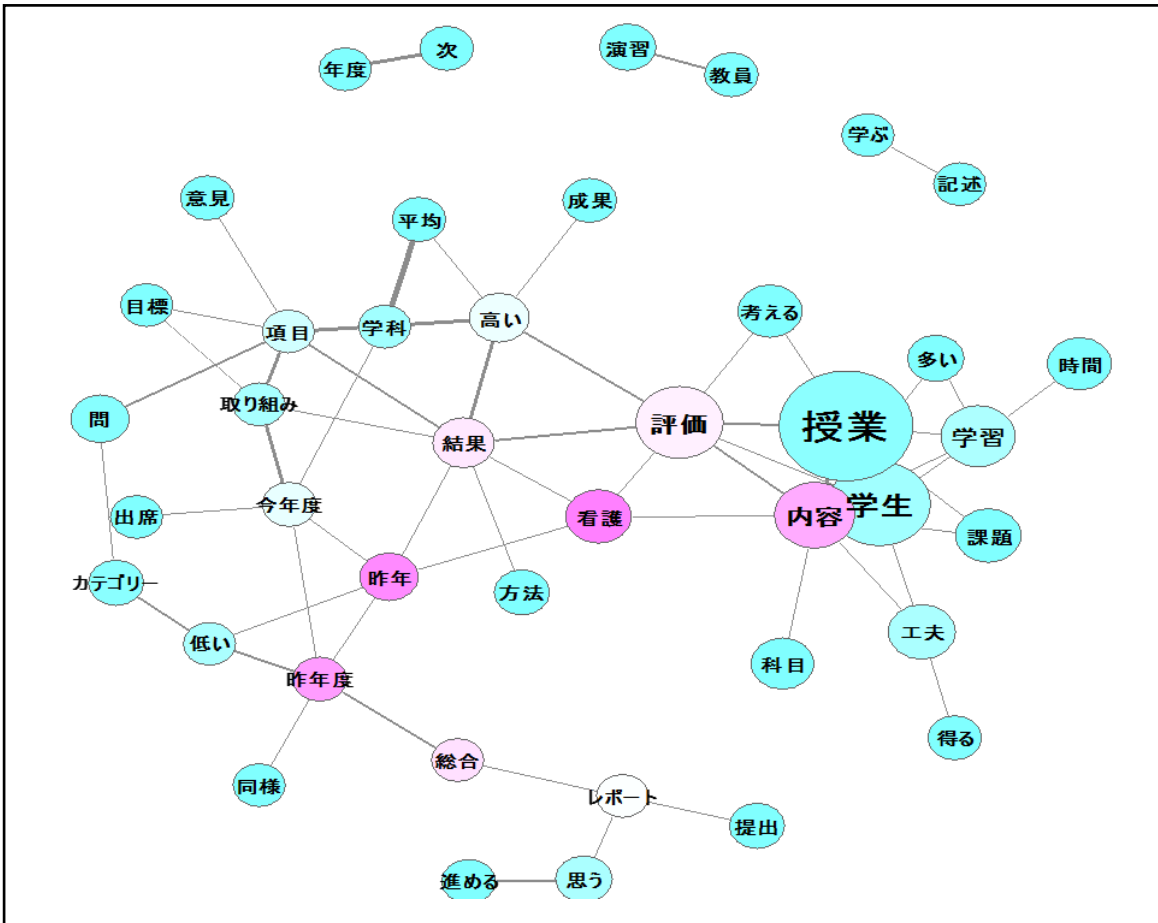 次
年度
演習
教員
学ぶ
記述
意見
平均
成果
目標
項目
学科
高い
考える
多い
時間
取り組み
問
結果
評価
授業
学習
出席
今年度
看護
内容
学生
課題
カテゴリー
昨年
方法
低い
工夫
科目
昨年度
同様
総合
得る
レポート
提出
進める
思う